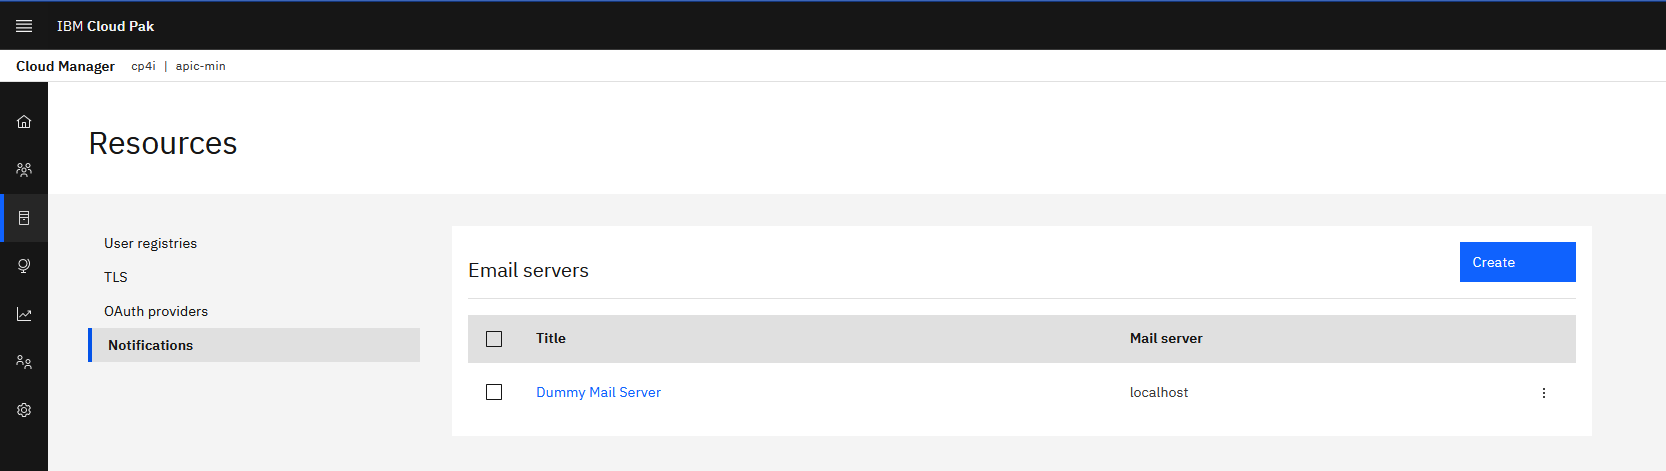 IBM Cloud Pak
Cloud Manager cp4i | apic-min
Resources
User registries
TLS
OAuth providers
Notifications
Email servers
Create
Title Mail server
Dummy Mail Server localhost